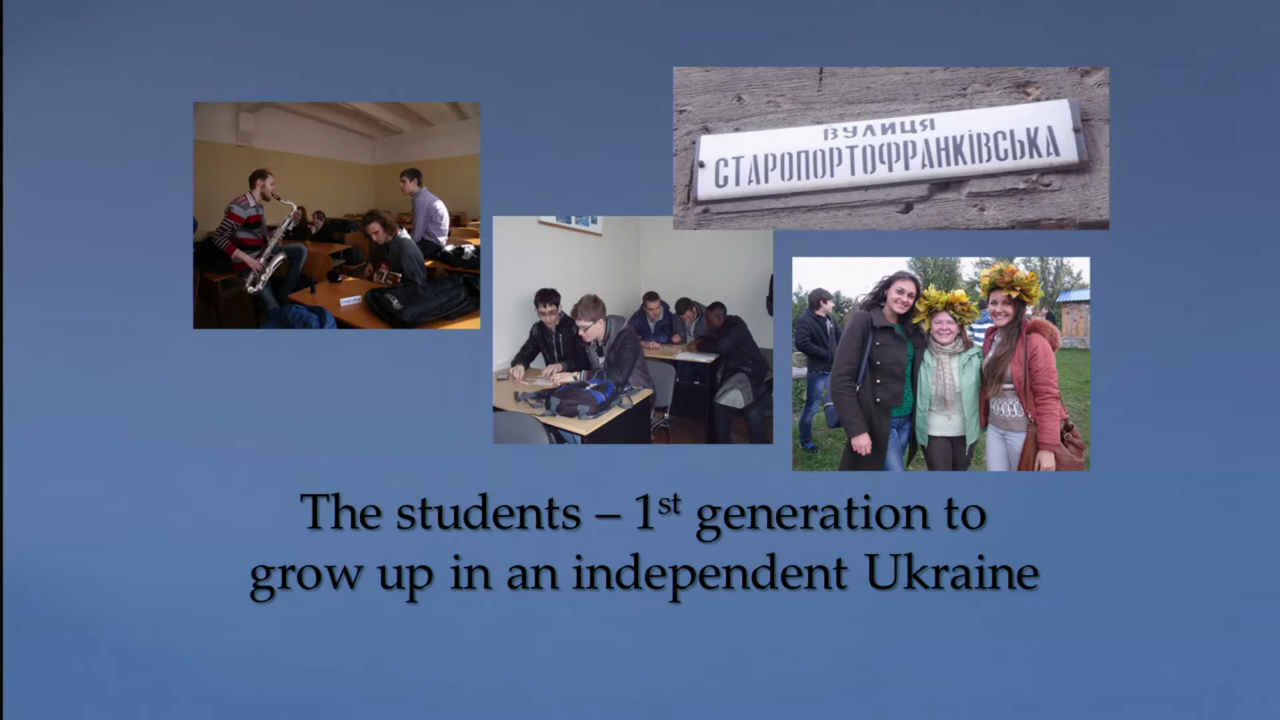 ВУЛИЦЯ
СТАРОПОРТОФРАНКІВСЬКА
The students – 1st generation to
grow up in an independent Ukraine